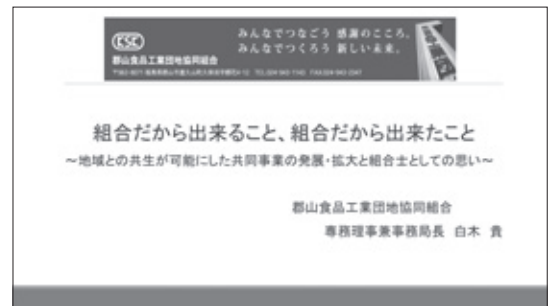 みんなでつなごう 感謝のこころ。
みんなでつくろう 新しい未来。
KSK
郡山食品工業団地協同組合
組合だから出来ること、組合だから出来たこと
～地域との共生が可能にした共同事業の発展・拡大と組合士としての思い～
郡山食品工業団地協同組合
専務理事兼事務局長 白木 貴